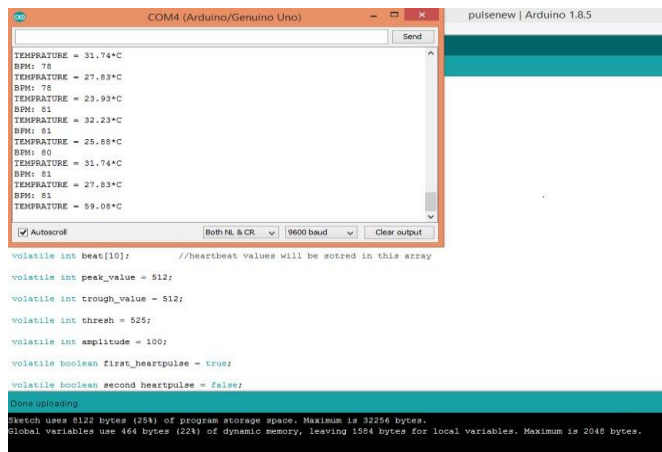 COM4 (Arduino/Genuino Uno)
pulsenew | Arduino 1.8.5
Send
TEMPRATURE = 31.74*C
BPM: 78
TEMPRATURE = 27.83*C
BPM: 78
TEMPRATURE = 23.93*C
BPM: 81
TEMPRATURE = 32.23*C
BPM: 81
TEMPRATURE = 25.88*C
BPM: 80
TEMPRATURE = 31.74*C
BPM: 81
TEMPRATURE = 27.83*C
BPM: 81
TEMPRATURE = 59.08*C
Autoscroll
Both NL & CR
9600 baud
Clear output
volatile int beat[10]; //heartbeat values will be sotred in this array
volatile int peak_value = 512;
volatile int trough_value = 512;
volatile int thresh = 525;
volatile int amplitude = 100;
volatile boolean first_heartpulse = true;
volatile boolean second_heartpulse = false;
Done uploading.
Sketch uses 8122 bytes (25%) of program storage space. Maximum is 32256 bytes.
Global variables use 464 bytes (22%) of dynamic memory, leaving 1584 bytes for local variables. Maximum is 2048 bytes.